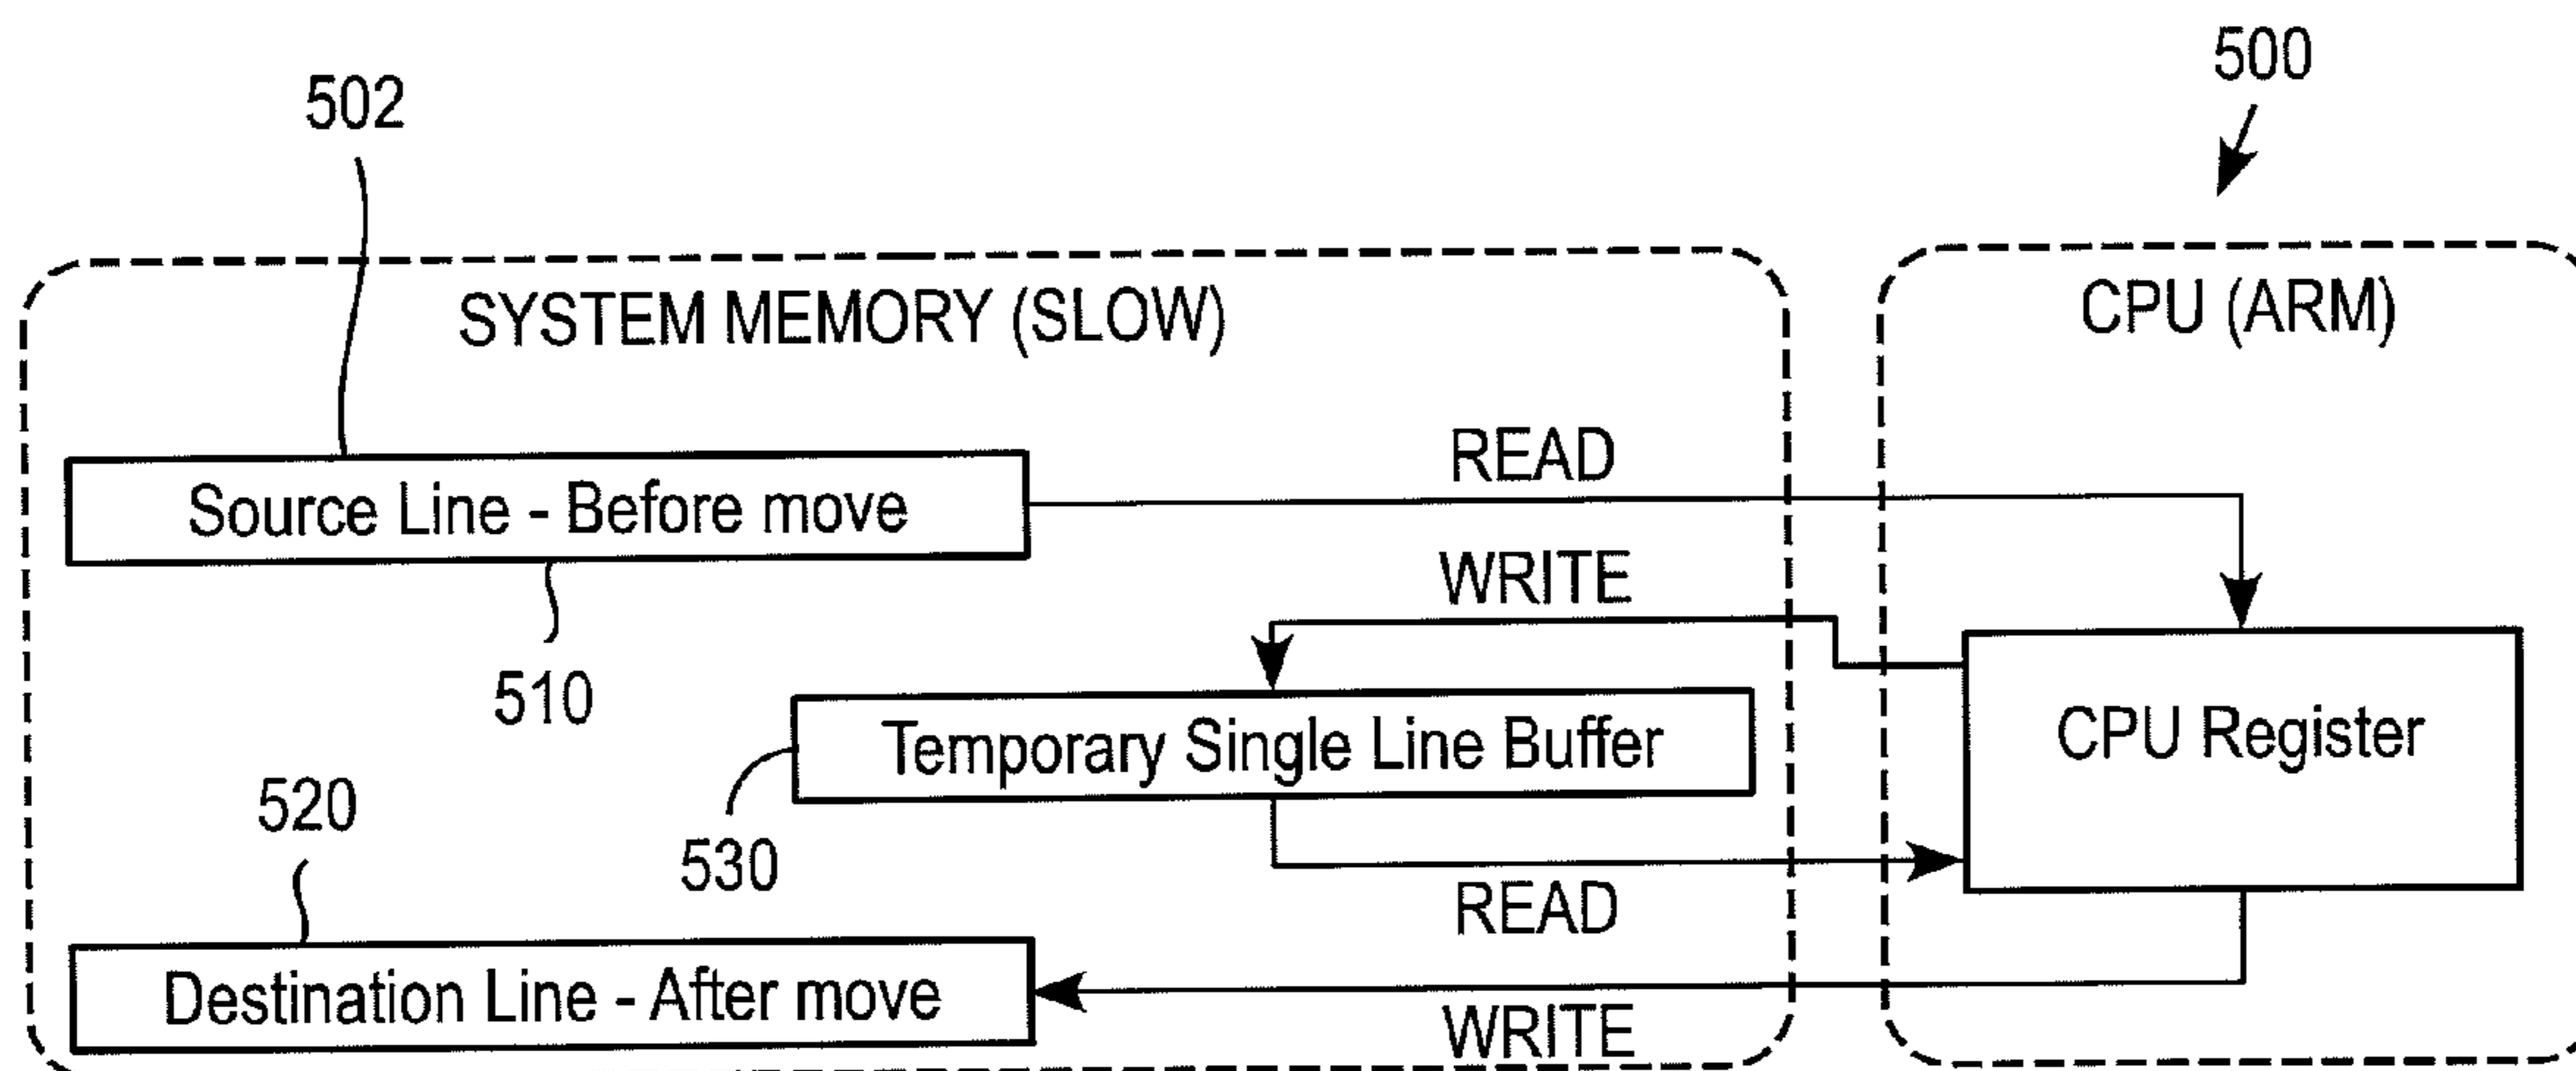 500
502
SYSTEM MEMORY (SLOW)
CPU (ARM)
READ
Source Line - Before move
WRITE
510
CPU Register
Temporary Single Line Buffer
520
530
READ
Destination Line - After move
WRITE